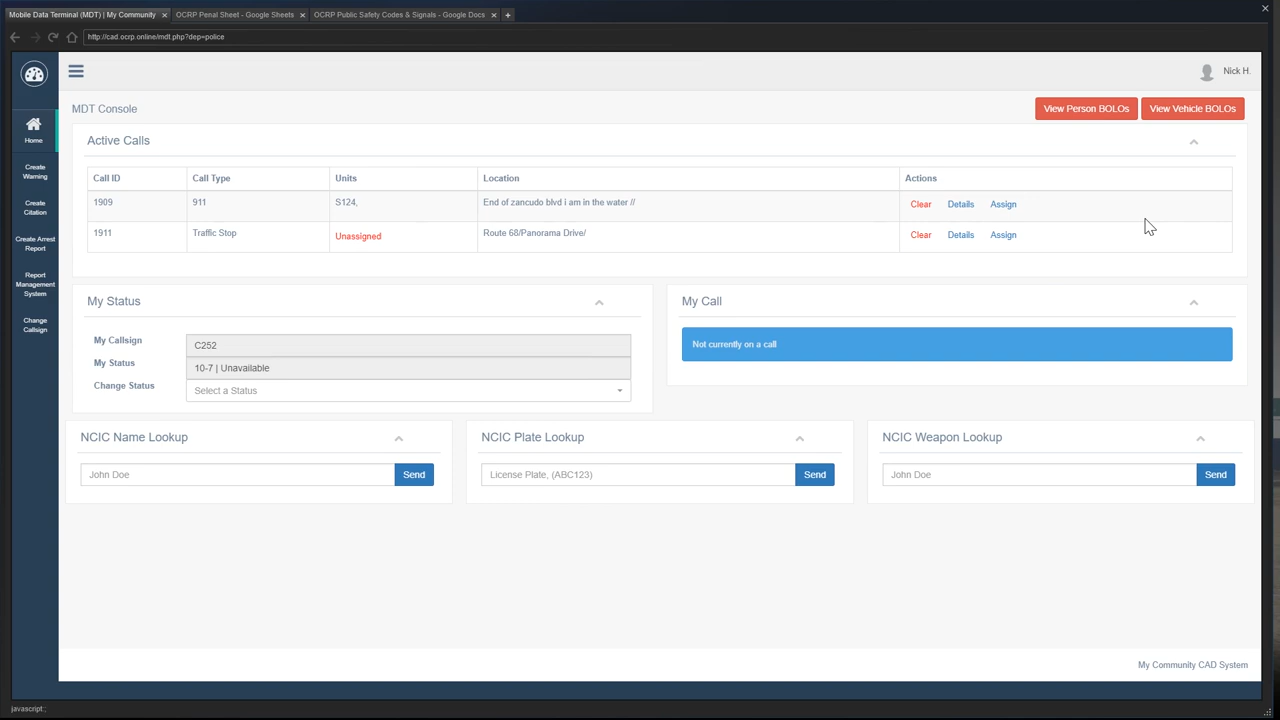 Mobile Data Terminal (MDT) | My Community × OCRP Penal Sheet - Google Sheets × OCRP Public Safety Codes & Signals - Google Docs × +
http://cad.ocrp.online/mdt.php?dep=police
Nick H.
MDT Console View Person BOLOs View Vehicle BOLOs
Active Calls
Call ID Call Type Units Location Actions
1909 911 S124, End of zancudo blvd i am in the water // Clear Details Assign
1911 Traffic Stop Unassigned Route 68/Panorama Drive/ Clear Details Assign
Home
Create
Warning
Create
Citation
Create Arrest
Report
Report
Management
System
Change
Callsign
My Status
My Callsign C252
My Status 10-7 | Unavailable
Change Status Select a Status
My Call
Not currently on a call
NCIC Name Lookup
John Doe Send
NCIC Plate Lookup
License Plate, (ABC123) Send
NCIC Weapon Lookup
John Doe Send
My Community CAD System
javascript:;